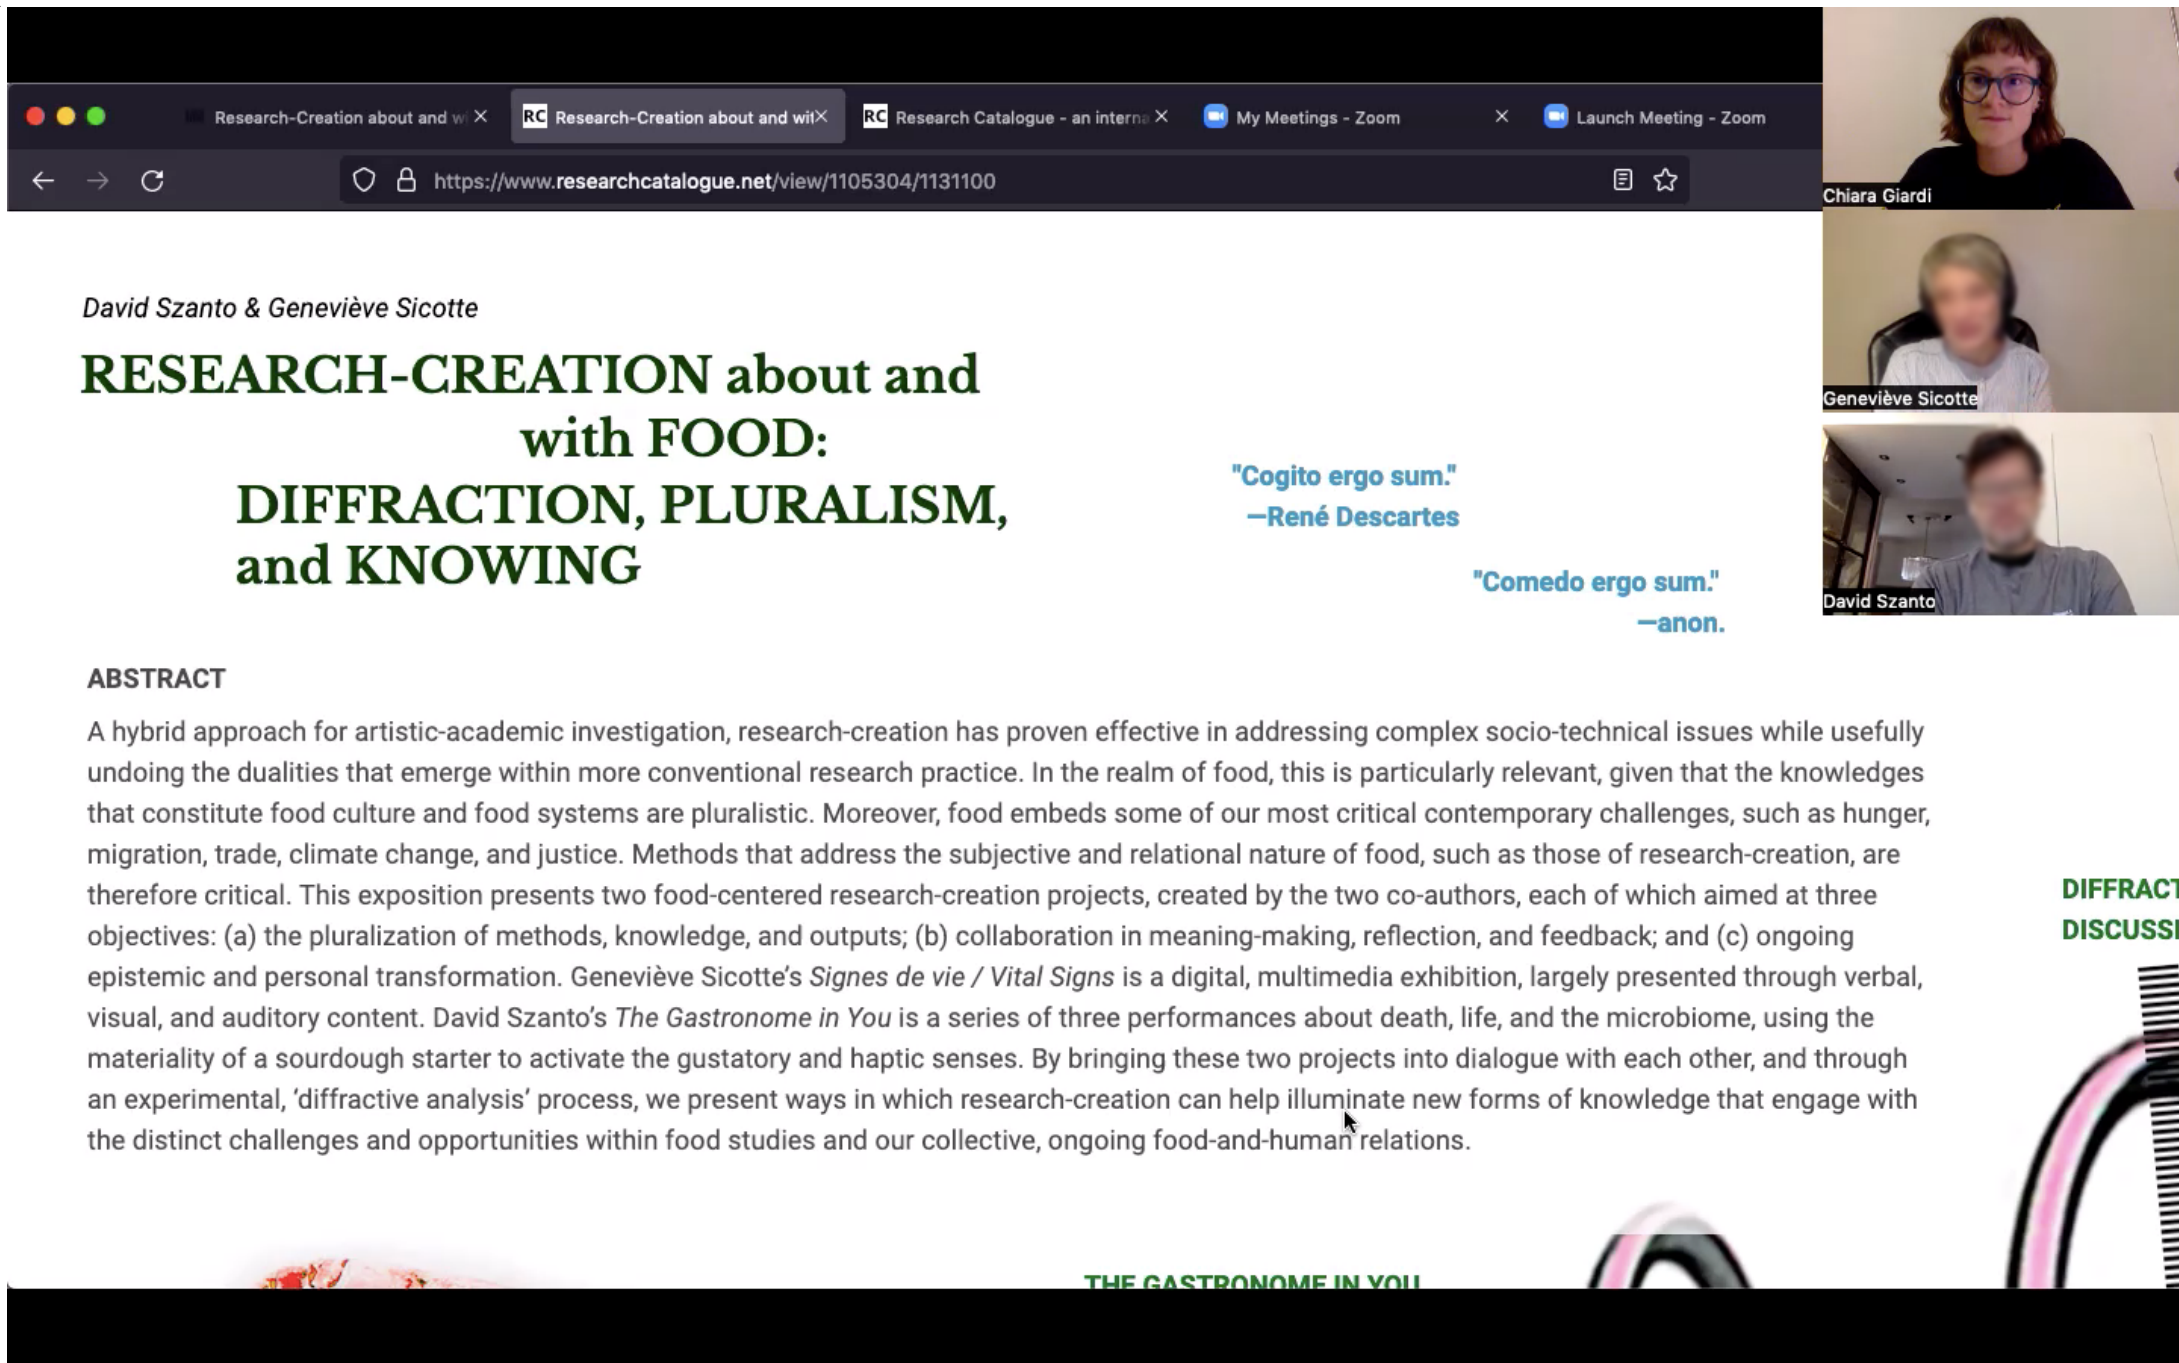 Research-Creation about and wi
Research-Creation about and wit
Research Catalogue - an interna
My Meetings - Zoom
Launch Meeting - Zoom
https://www.researchcatalogue.net/view/1105304/1131100
Chiara Giardi
Geneviève Sicotte
David Szanto
David Szanto & Geneviève Sicotte
RESEARCH-CREATION about and
with FOOD:
DIFFRACTION, PLURALISM,
and KNOWING
"Cogito ergo sum."
—René Descartes
"Comedo ergo sum."
—anon.
ABSTRACT
A hybrid approach for artistic-academic investigation, research-creation has proven effective in addressing complex socio-technical issues while usefully
undoing the dualities that emerge within more conventional research practice. In the realm of food, this is particularly relevant, given that the knowledges
that constitute food culture and food systems are pluralistic. Moreover, food embeds some of our most critical contemporary challenges, such as hunger,
migration, trade, climate change, and justice. Methods that address the subjective and relational nature of food, such as those of research-creation, are
therefore critical. This exposition presents two food-centered research-creation projects, created by the two co-authors, each of which aimed at three
objectives: (a) the pluralization of methods, knowledge, and outputs; (b) collaboration in meaning-making, reflection, and feedback; and (c) ongoing
epistemic and personal transformation. Geneviève Sicotte’s Signes de vie / Vital Signs is a digital, multimedia exhibition, largely presented through verbal,
visual, and auditory content. David Szanto’s The Gastronome in You is a series of three performances about death, life, and the microbiome, using the
materiality of a sourdough starter to activate the gustatory and haptic senses. By bringing these two projects into dialogue with each other, and through
an experimental, ‘diffractive analysis’ process, we present ways in which research-creation can help illuminate new forms of knowledge that engage with
the distinct challenges and opportunities within food studies and our collective, ongoing food-and-human relations.
DIFFRACT
DISCUSSI
THE GASTRONOME IN YOU